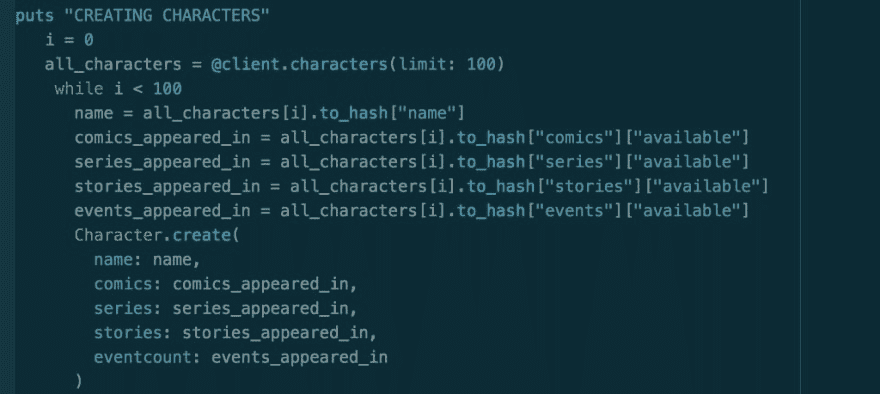 puts "CREATING CHARACTERS"
i = 0
all_characters = @client.characters(limit: 100)
while i < 100
name = all_characters[i].to_hash["name"]
comics_appeared_in = all_characters[i].to_hash["comics"]["available"]
series_appeared_in = all_characters[i].to_hash["series"]["available"]
stories_appeared_in = all_characters[i].to_hash["stories"]["available"]
events_appeared_in = all_characters[i].to_hash["events"]["available"]
Character.create(
name: name,
comics: comics_appeared_in,
series: series_appeared_in,
stories: stories_appeared_in,
eventcount: events_appeared_in
)